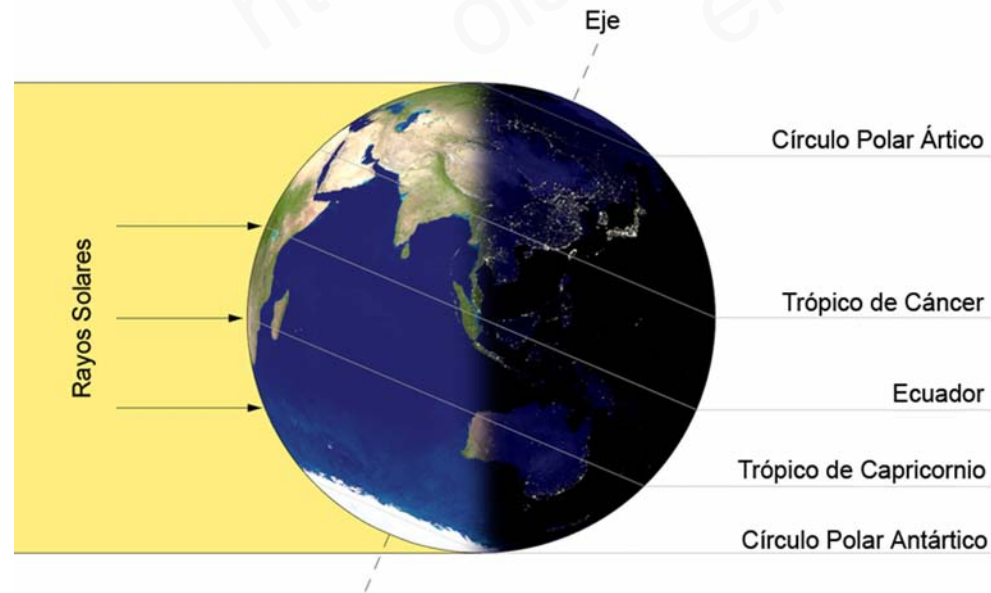 Eje
Círculo Polar Ártico
Rayos Solares
Trópico de Cáncer
Ecuador
Trópico de Capricornio
Círculo Polar Antártico